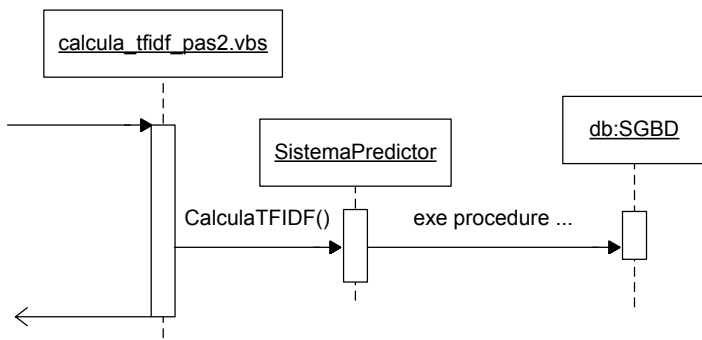 calcula_tfidf_pas2.vbs
db:SGBD
SistemaPredictor
CalculaTFIDF()
exe procedure ...